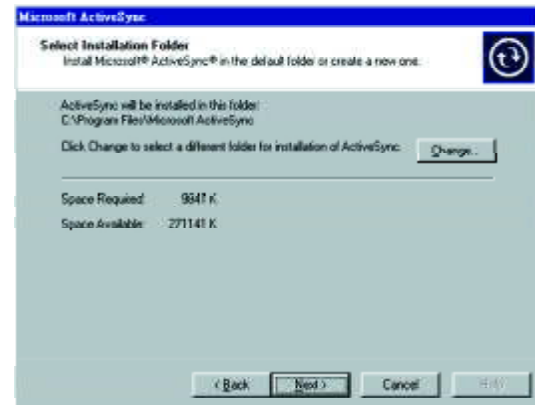 Microsoft ActiveSync
Select Installation Folder
Install Microsoft® ActiveSync® in the default folder or create a new one.
ActiveSync will be installed in this folder:
C:\Program Files\Microsoft ActiveSync
Click Change to select a different folder for installation of ActiveSync. Change...
Space Required: 9847 K
Space Available: 271141 K
< Back Next > Cancel Help